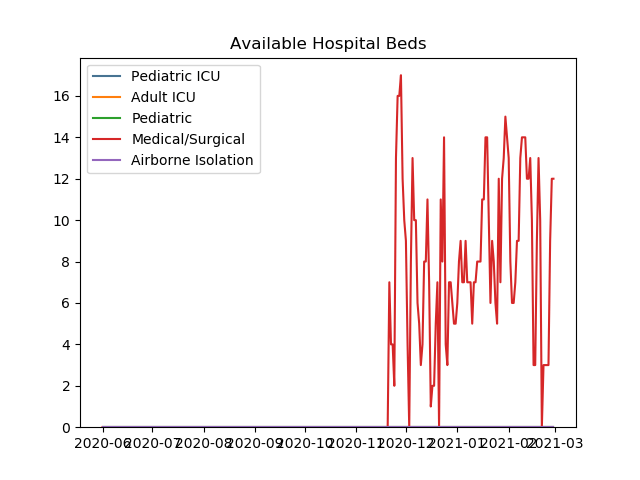 Available Hospital Beds
Pediatric ICU
Adult ICU
Pediatric
Medical/Surgical
Airborne Isolation
16
14
12
10
8
6
4
2
0
2020-06 2020-07 2020-08 2020-09 2020-10 2020-11 2020-12 2021-01 2021-02 2021-03